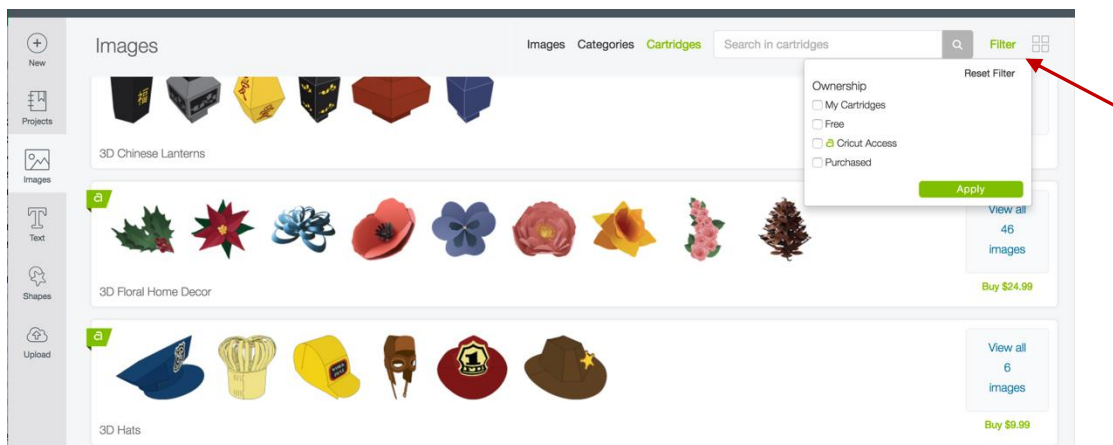 New
Images
Images Categories Cartridges
Search in cartridges
Filter
Reset Filter
Ownership
My Cartridges
Free
a Cricut Access
Purchased
Apply
Projects
Images
Text
Shapes
Upload
福
3D Chinese Lanterns
a
View all
46
images
3D Floral Home Decor
Buy $24.99
a
1
View all
6
images
3D Hats
Buy $9.99